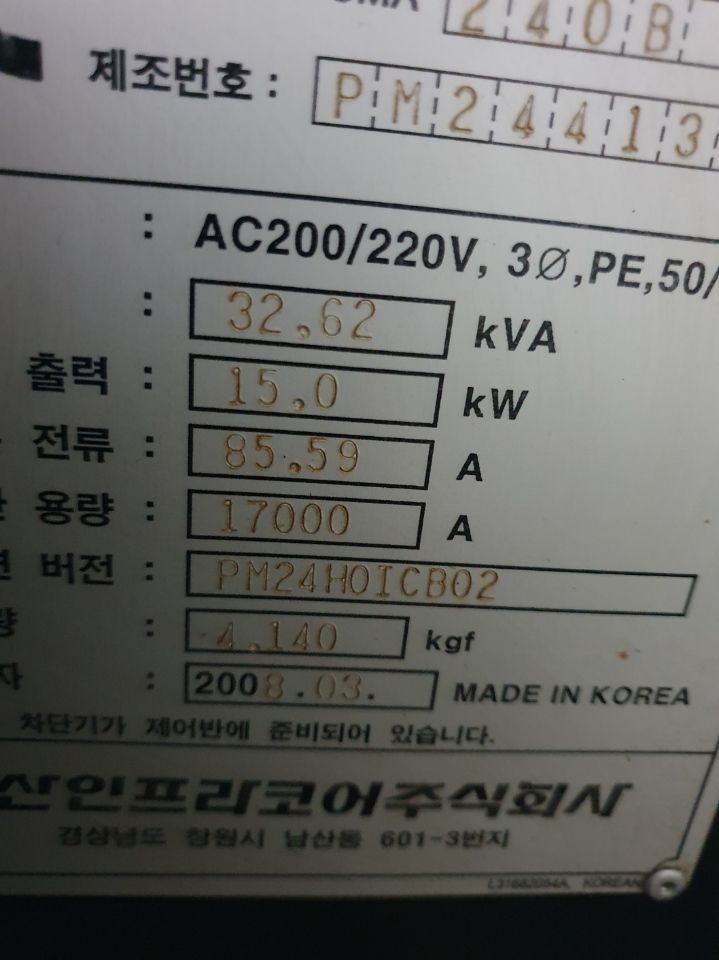 240B
제조번호 : PM24413
: AC200/220V, 3Ø,PE,50/
: 32.62 kVA
출력 : 15.0 kW
전류 : 85.59 A
용량 : 17000 A
버전 : PM24H0ICB02
: 4.140 kgf
: 2008.03. MADE IN KOREA
차단기가 제어반에 준비되어 있습니다.
산인프라코어주식회사
경상남도 창원시 남산동 601-3번지
L31682054A, KOREAN